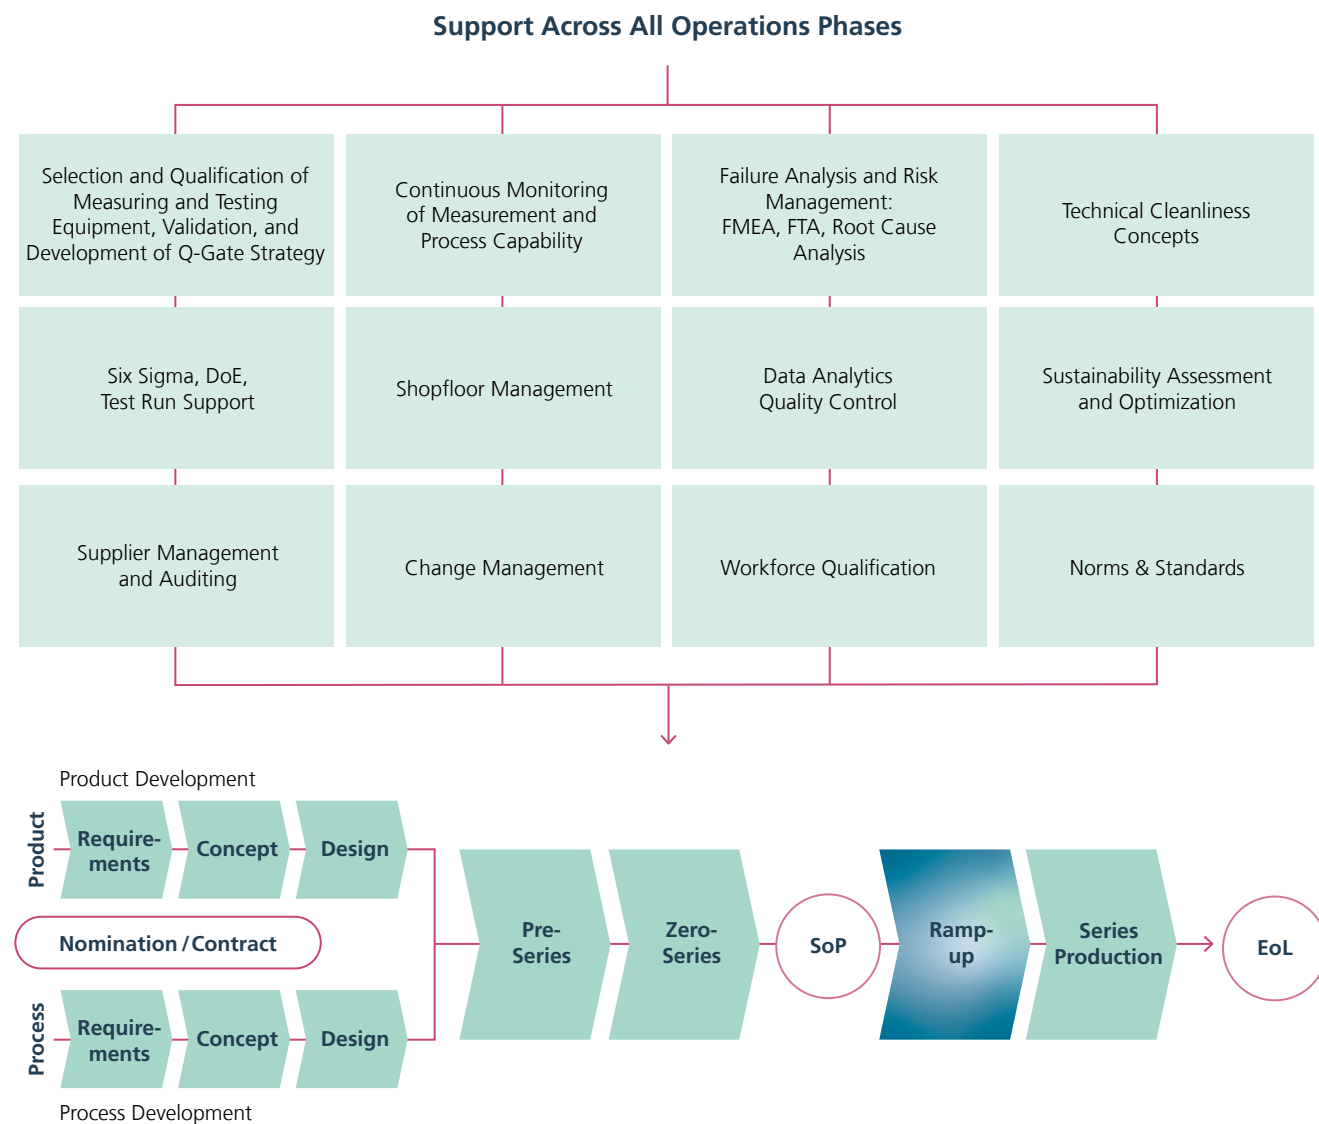 Support Across All Operations Phases
Selection and Qualification of
Measuring and Testing
Equipment, Validation, and
Development of Q-Gate Strategy
Continuous Monitoring
of Measurement and
Process Capability
Failure Analysis and Risk
Management:
FMEA, FTA, Root Cause
Analysis
Technical Cleanliness
Concepts
Six Sigma, DoE,
Test Run Support
Shopfloor Management
Data Analytics
Quality Control
Sustainability Assessment
and Optimization
Supplier Management
and Auditing
Change Management
Workforce Qualification
Norms & Standards
Product Development
Product
Require-
ments
Concept
Design
Nomination / Contract
Pre-
Series
Zero-
Series
SoP
Ramp-
up
Series
Production
EoL
Process
Require-
ments
Concept
Design
Process Development